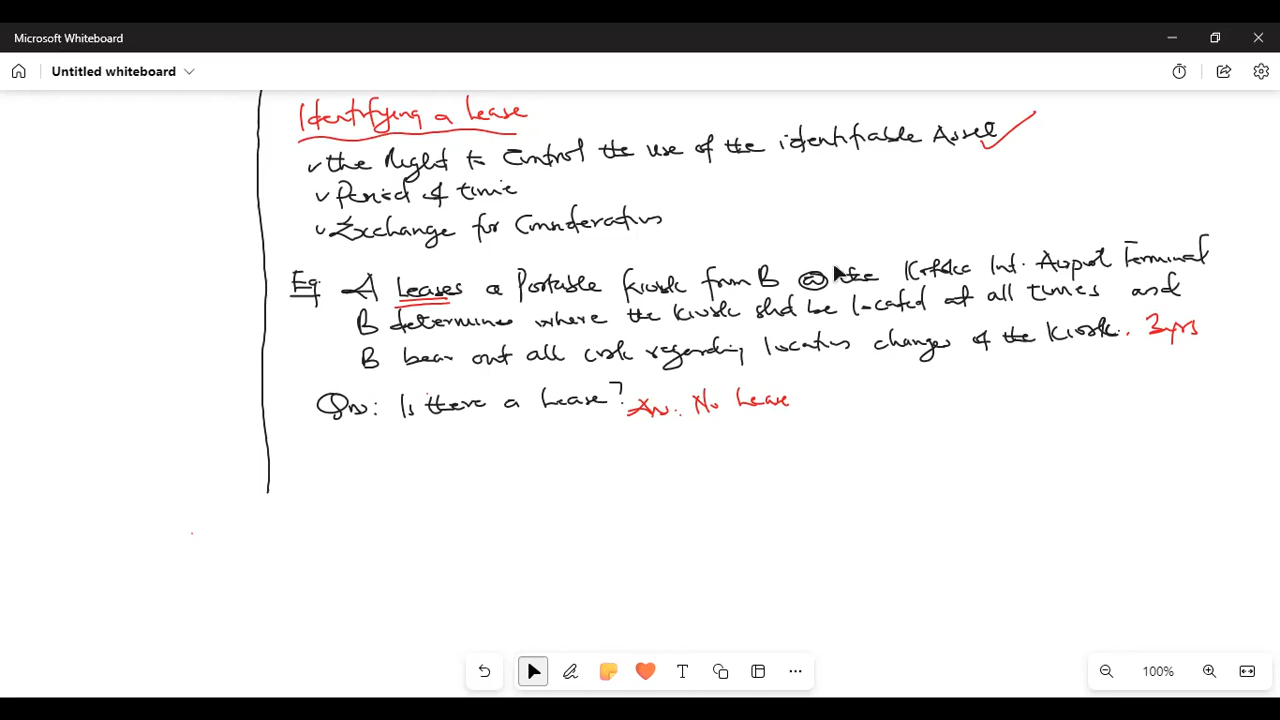 Microsoft Whiteboard
Untitled whiteboard
Identifying a Lease
✓ the Right to Control the use of the identifiable Asset ✓
✓ Period of time
✓ Exchange for Consideration
Eg: A Leases a Portable Kiosk from B @ the Kotoka Int. Airport Terminal
B determines where the Kiosk shd be located at all times and
B bear out all cost regarding location changes of the Kiosk. 3yrs
Qn: Is there a Lease? An: No Lease
100%